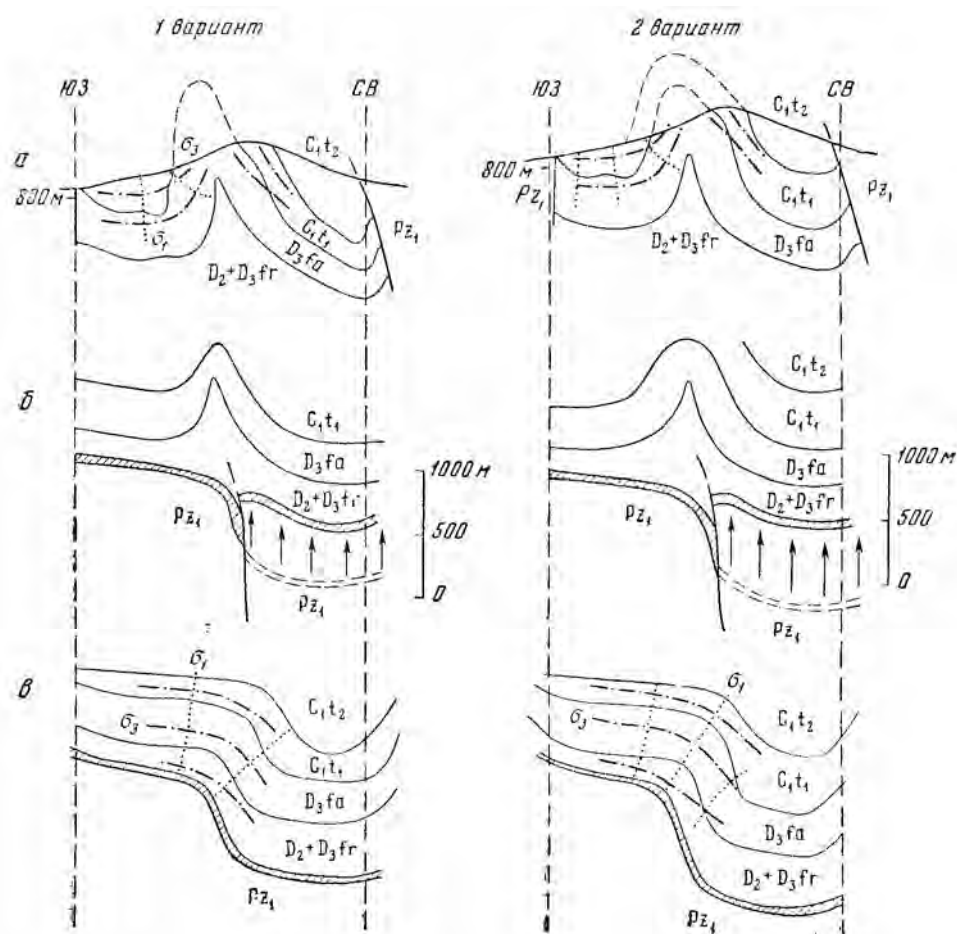 1 вариант
2 вариант
ЮЗ
СВ
ЮЗ
СВ
а
800 м
σ3
σ1
C1t1
C1t2
D3fa
D2+D3fr
PZ1
800 м
PZ1
C1t2
C1t1
D3fa
D2+D3fr
PZ1
б
C1t1
D3fa
D2+D3fr
PZ1
PZ1
1000 м
500
0
C1t2
C1t1
D3fa
D2+D3fr
PZ1
PZ1
1000 м
500
0
в
σ1
σ3
C1t2
C1t1
D3fa
D2+D3fr
PZ1
σ1
σ3
C1t2
C1t1
D3fa
D2+D3fr
PZ1